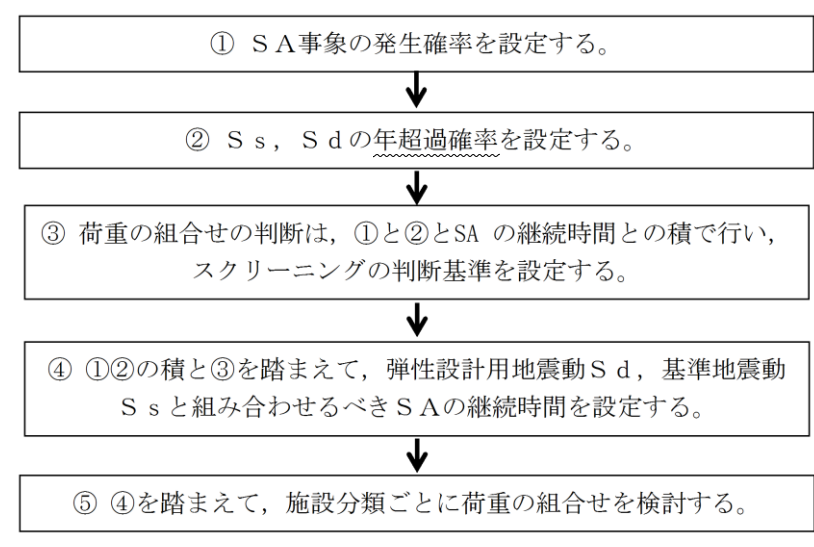 ① ＳＡ事象の発生確率を設定する。
② Ｓｓ，Ｓｄの年超過確率を設定する。
③ 荷重の組合せの判断は，①と②とSA の継続時間との積で行い，
スクリーニングの判断基準を設定する。
④ ①②の積と③を踏まえて，弾性設計用地震動Ｓｄ，基準地震動
Ｓｓと組み合わせるべきＳＡの継続時間を設定する。
⑤ ④を踏まえて，施設分類ごとに荷重の組合せを検討する。